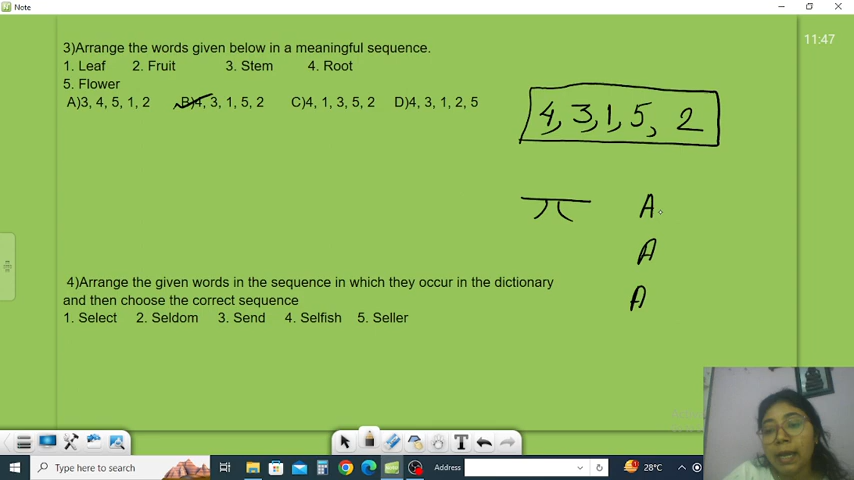 Note
11:47
3)Arrange the words given below in a meaningful sequence.
1. Leaf 2. Fruit 3. Stem 4. Root
5. Flower
A)3, 4, 5, 1, 2 B)4, 3, 1, 5, 2 C)4, 1, 3, 5, 2 D)4, 3, 1, 2, 5
4, 3, 1, 5, 2
A
A
A
4)Arrange the given words in the sequence in which they occur in the dictionary
and then choose the correct sequence
1. Select 2. Seldom 3. Send 4. Selfish 5. Seller
Type here to search
Address
28°C